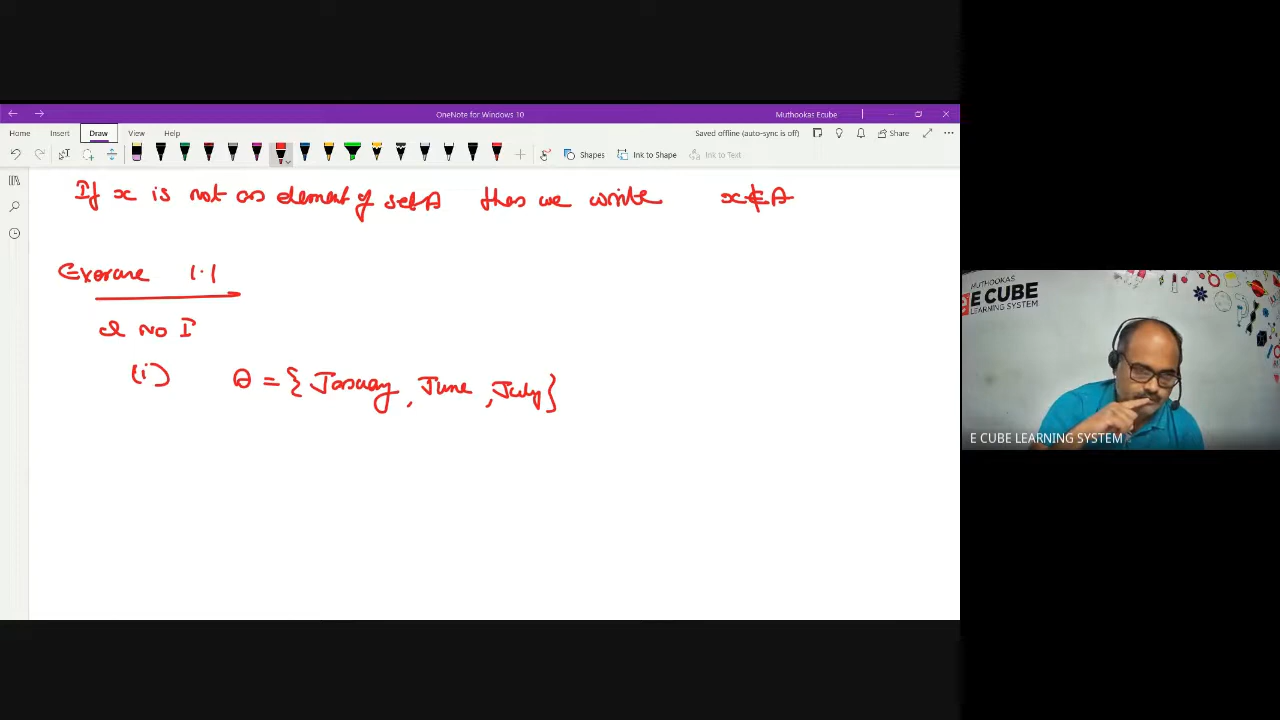 OneNote for Windows 10
Muthookas Ecube
Home Insert Draw View Help
Saved offline (auto-sync is off) Share
Shapes Ink to Shape Ink to Text
If x is not an element of set A then we write x∉A
Exercise 1.1
Q No I
(i) A = {January, June, July}
MUTHOOKAS
E CUBE
LEARNING SYSTEM
E CUBE LEARNING SYSTEM